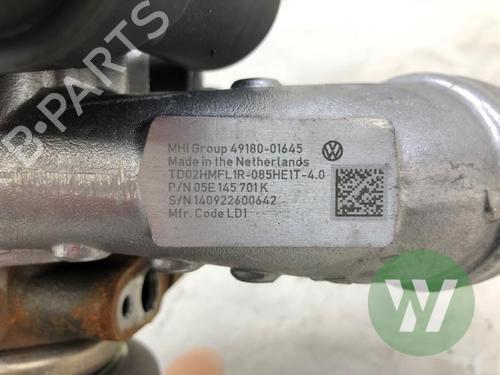 B-PARTS
MHI Group 49180-01645
Made in the Netherlands
TD02HMFL1R-085HE1T-4.0
P/N 05E 145 701 K
S/N 140922600642
Mfr. Code LD1
W